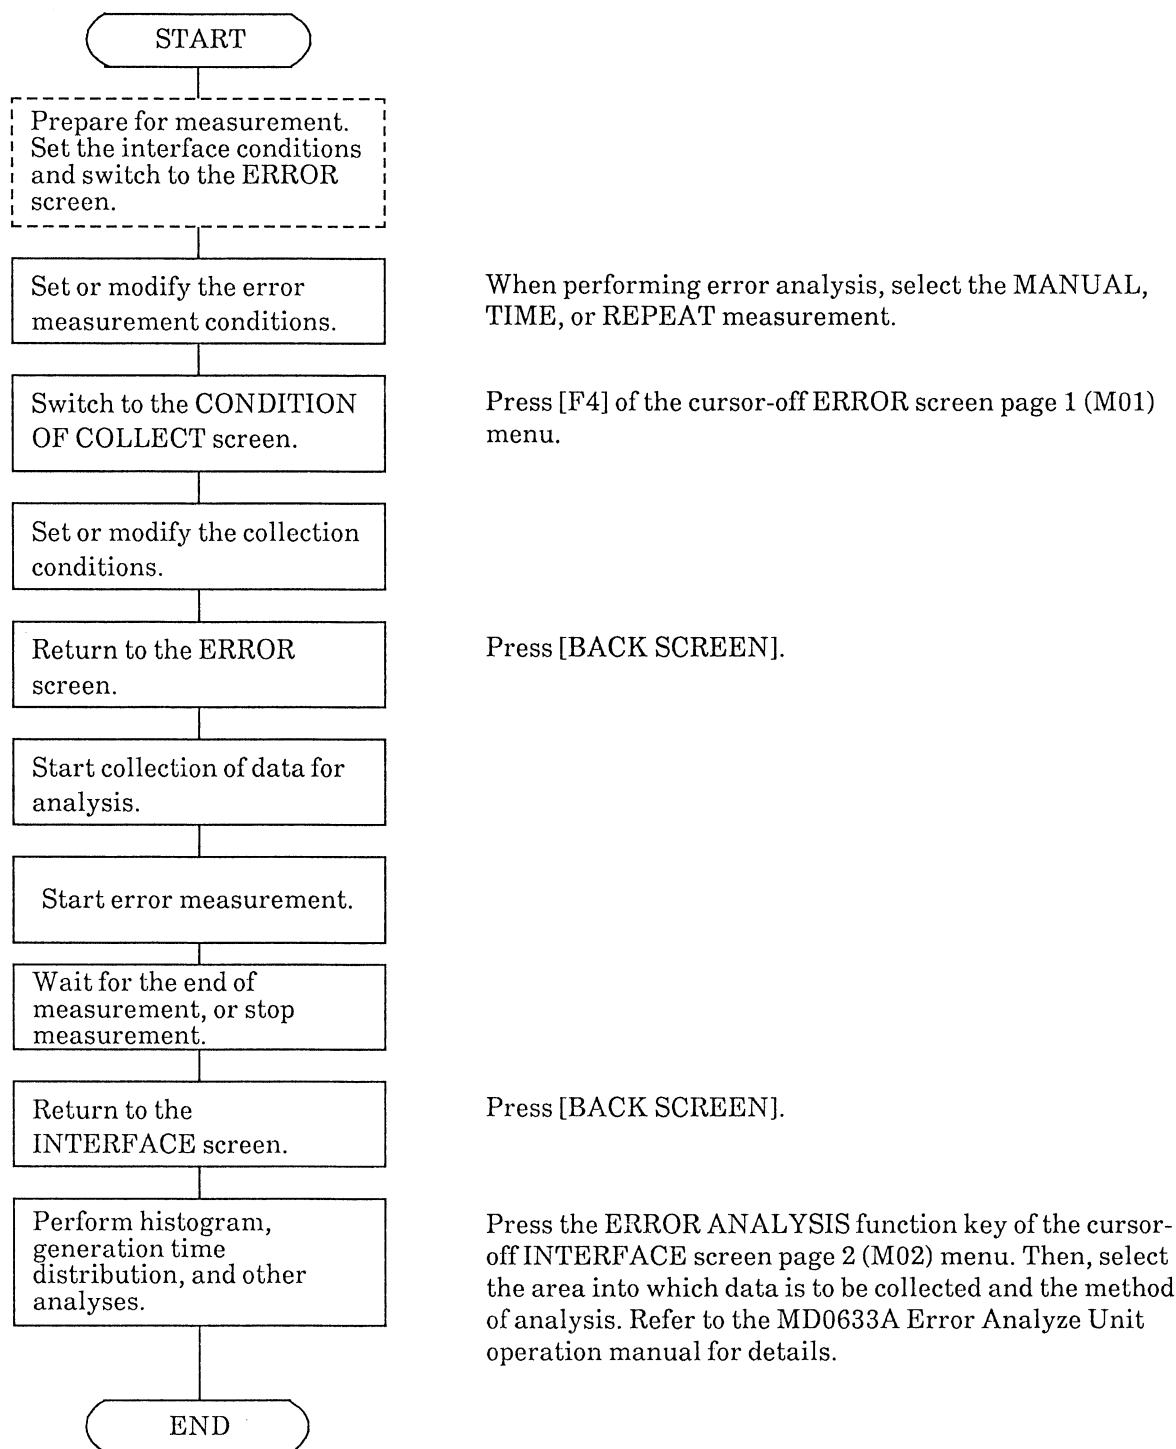 START
Prepare for measurement.
Set the interface conditions
and switch to the ERROR
screen.
Set or modify the error
measurement conditions.
When performing error analysis, select the MANUAL,
TIME, or REPEAT measurement.
Switch to the CONDITION
OF COLLECT screen.
Press [F4] of the cursor-off ERROR screen page 1 (M01)
menu.
Set or modify the collection
conditions.
Return to the ERROR
screen.
Press [BACK SCREEN].
Start collection of data for
analysis.
Start error measurement.
Wait for the end of
measurement, or stop
measurement.
Return to the
INTERFACE screen.
Press [BACK SCREEN].
Perform histogram,
generation time
distribution, and other
analyses.
Press the ERROR ANALYSIS function key of the cursor-
off INTERFACE screen page 2 (M02) menu. Then, select
the area into which data is to be collected and the method
of analysis. Refer to the MD0633A Error Analyze Unit
operation manual for details.
END